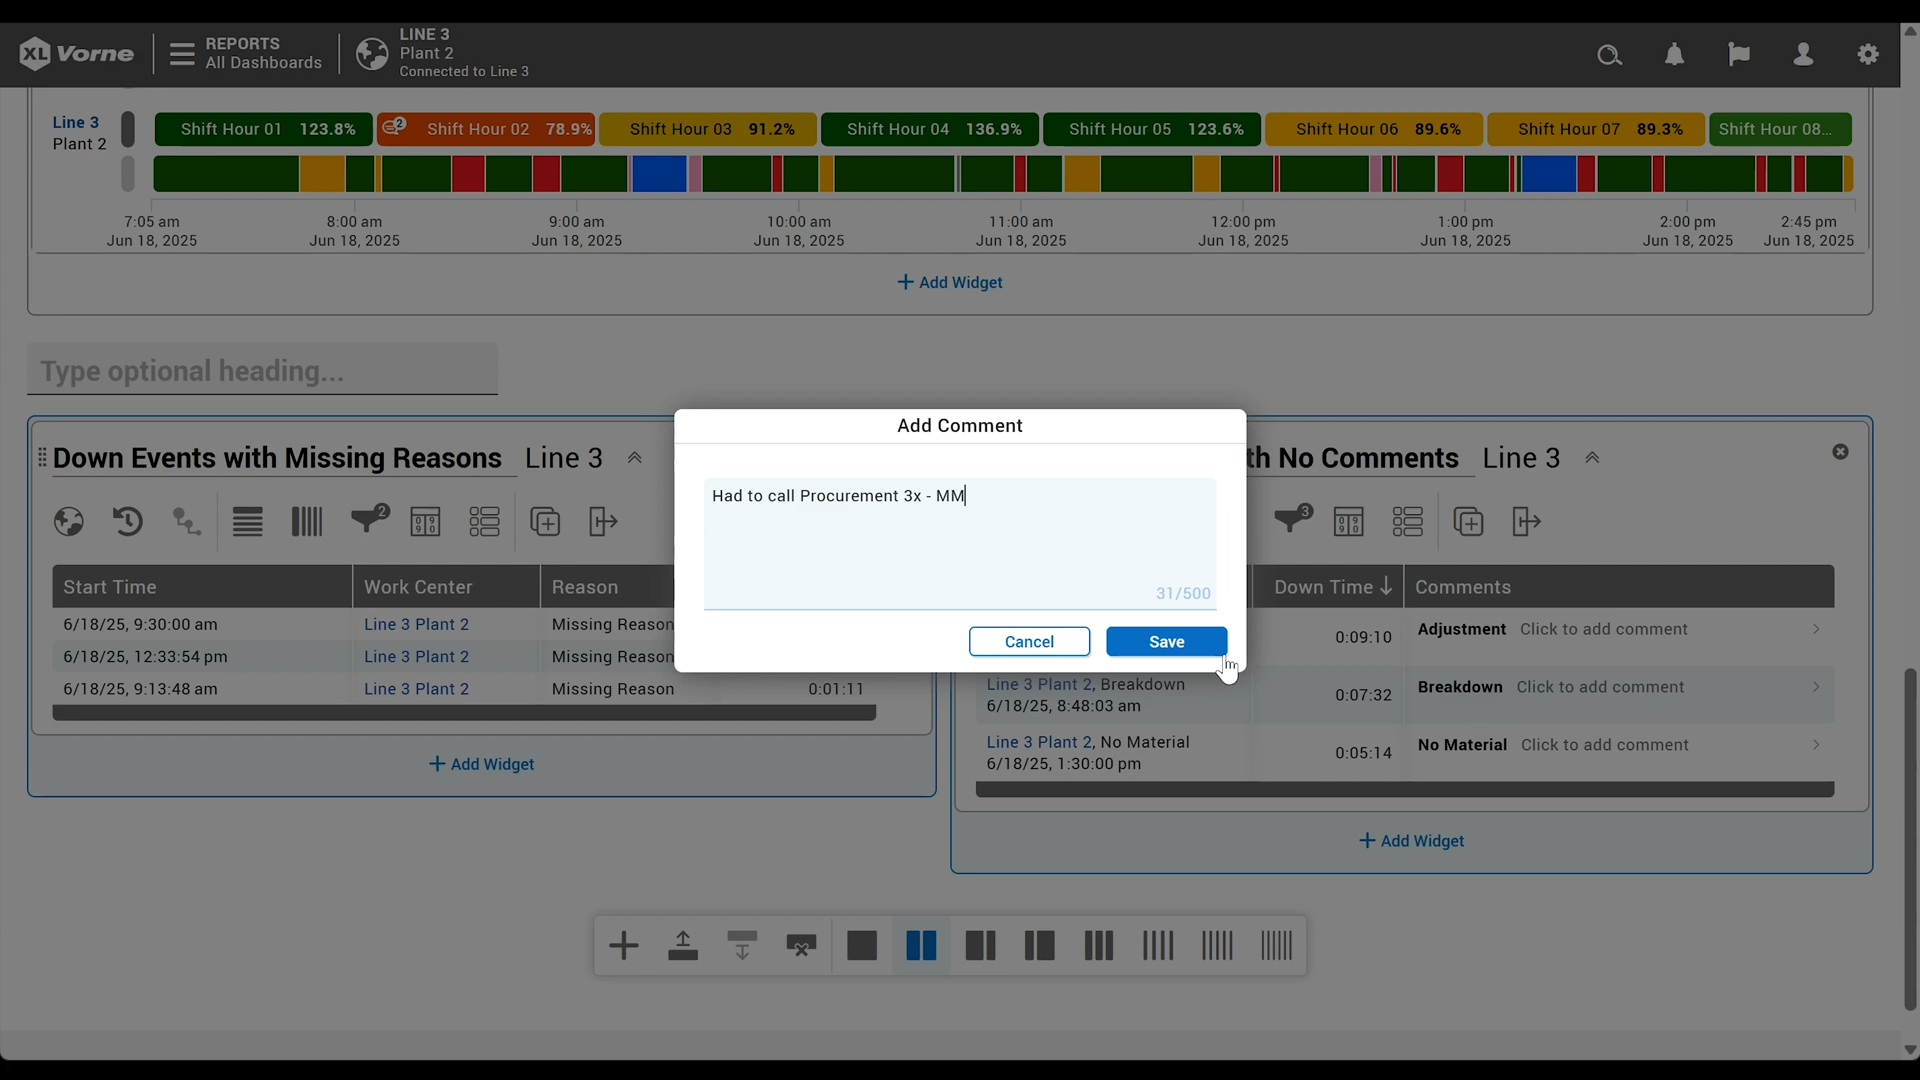 XL Vorne
REPORTS
All Dashboards
LINE 3
Plant 2
Connected to Line 3
Line 3
Plant 2
Shift Hour 01 123.8%
2
Shift Hour 02 78.9%
Shift Hour 03 91.2%
Shift Hour 04 136.9%
Shift Hour 05 123.6%
Shift Hour 06 89.6%
Shift Hour 07 89.3%
Shift Hour 08...
7:05 am
Jun 18, 2025
8:00 am
Jun 18, 2025
9:00 am
Jun 18, 2025
10:00 am
Jun 18, 2025
11:00 am
Jun 18, 2025
12:00 pm
Jun 18, 2025
1:00 pm
Jun 18, 2025
2:00 pm
Jun 18, 2025
2:45 pm
Jun 18, 2025
+ Add Widget
Type optional heading...
Down Events with Missing Reasons Line 3
2
Start Time Work Center Reason
6/18/25, 9:30:00 am Line 3 Plant 2 Missing Reason
6/18/25, 12:33:54 pm Line 3 Plant 2 Missing Reason
6/18/25, 9:13:48 am Line 3 Plant 2 Missing Reason 0:01:11
+ Add Widget
Add Comment
Had to call Procurement 3x - MM
31/500
Cancel
Save
th No Comments Line 3
3
Down Time Comments
0:09:10 Adjustment Click to add comment
Line 3 Plant 2, Breakdown
6/18/25, 8:48:03 am
0:07:32 Breakdown Click to add comment
Line 3 Plant 2, No Material
6/18/25, 1:30:00 pm
0:05:14 No Material Click to add comment
+ Add Widget